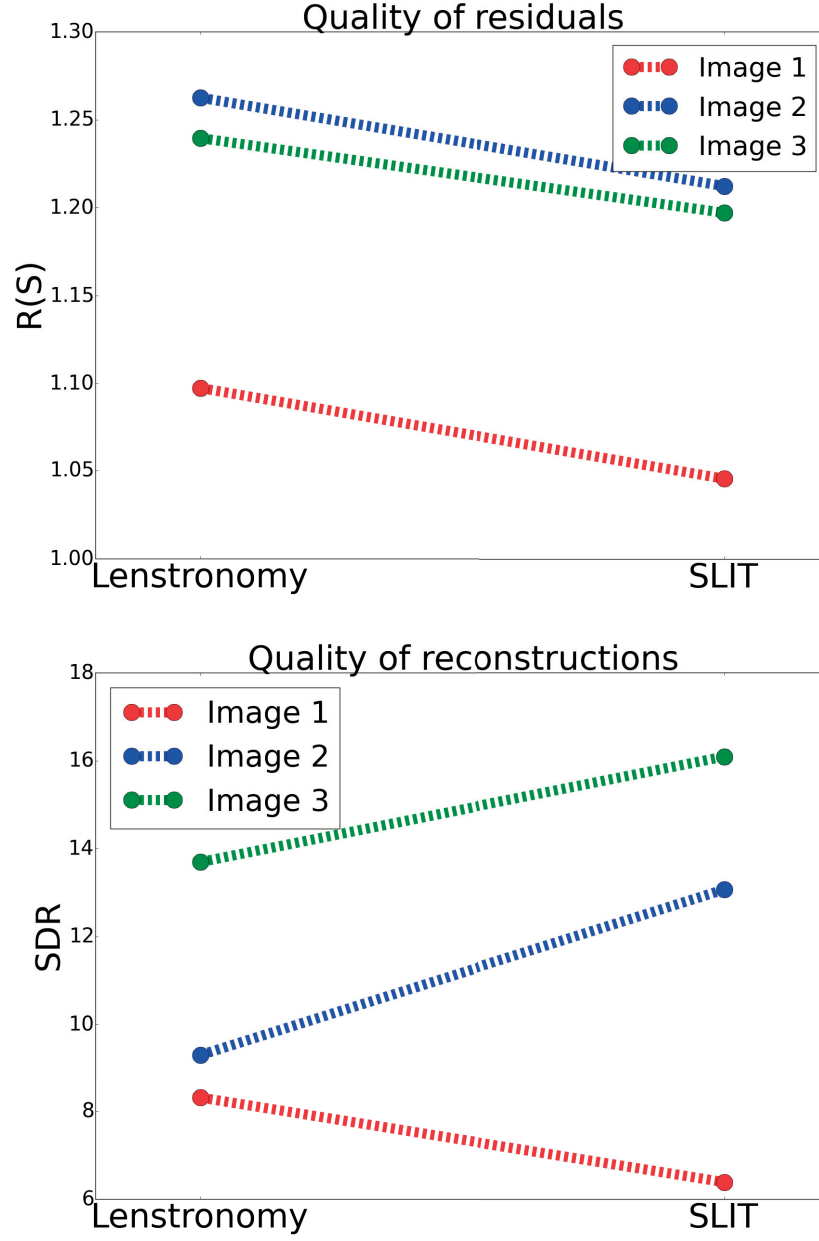 Quality of residuals
R(S)
1.30
1.25
1.20
1.15
1.10
1.05
1.00
Image 1
Image 2
Image 3
Lenstronomy
SLIT
Quality of reconstructions
SDR
18
16
14
12
10
8
6
Image 1
Image 2
Image 3
Lenstronomy
SLIT